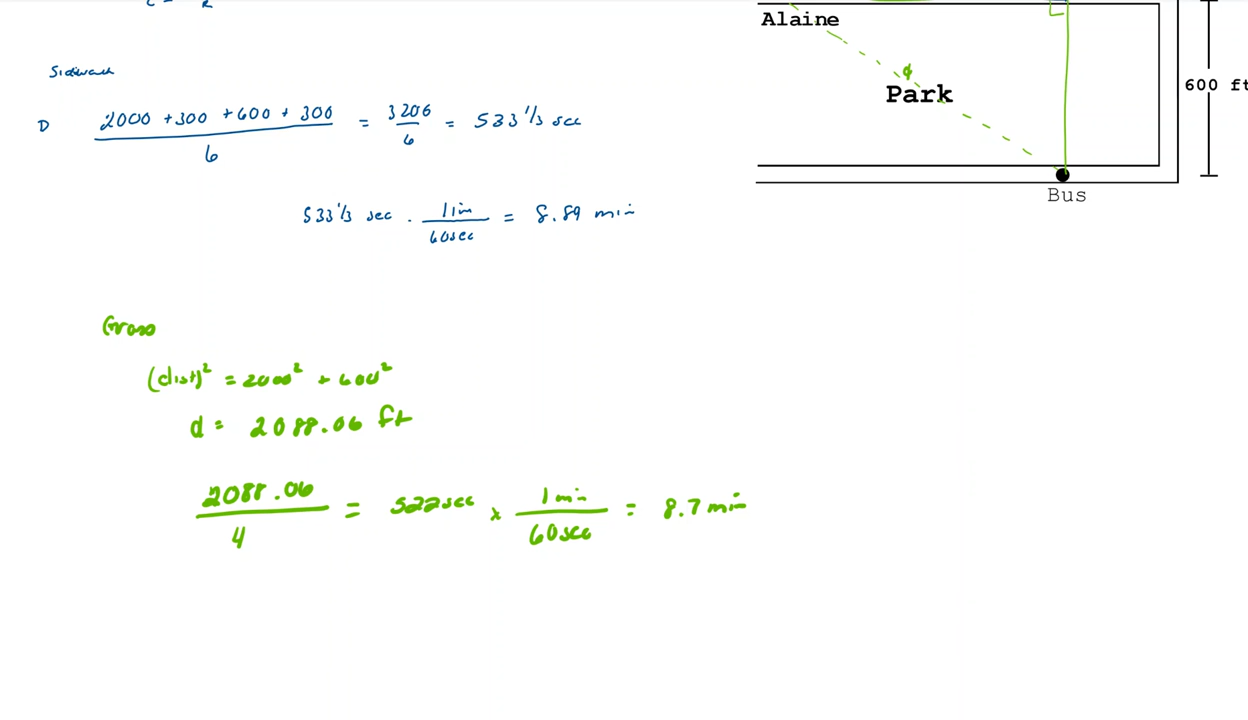 Alaine
Sidewalk
Park
600 ft
D 2000 + 300 + 600 + 300 / 6 = 3200 / 6 = 533 1/3 sec
Bus
533 1/3 sec . 1 min / 60 sec = 8.89 min
Grass
(dist)² = 2000² + 600²
d = 2088.06 ft
2088.06 / 4 = 522 sec x 1 min / 60 sec = 8.7 min